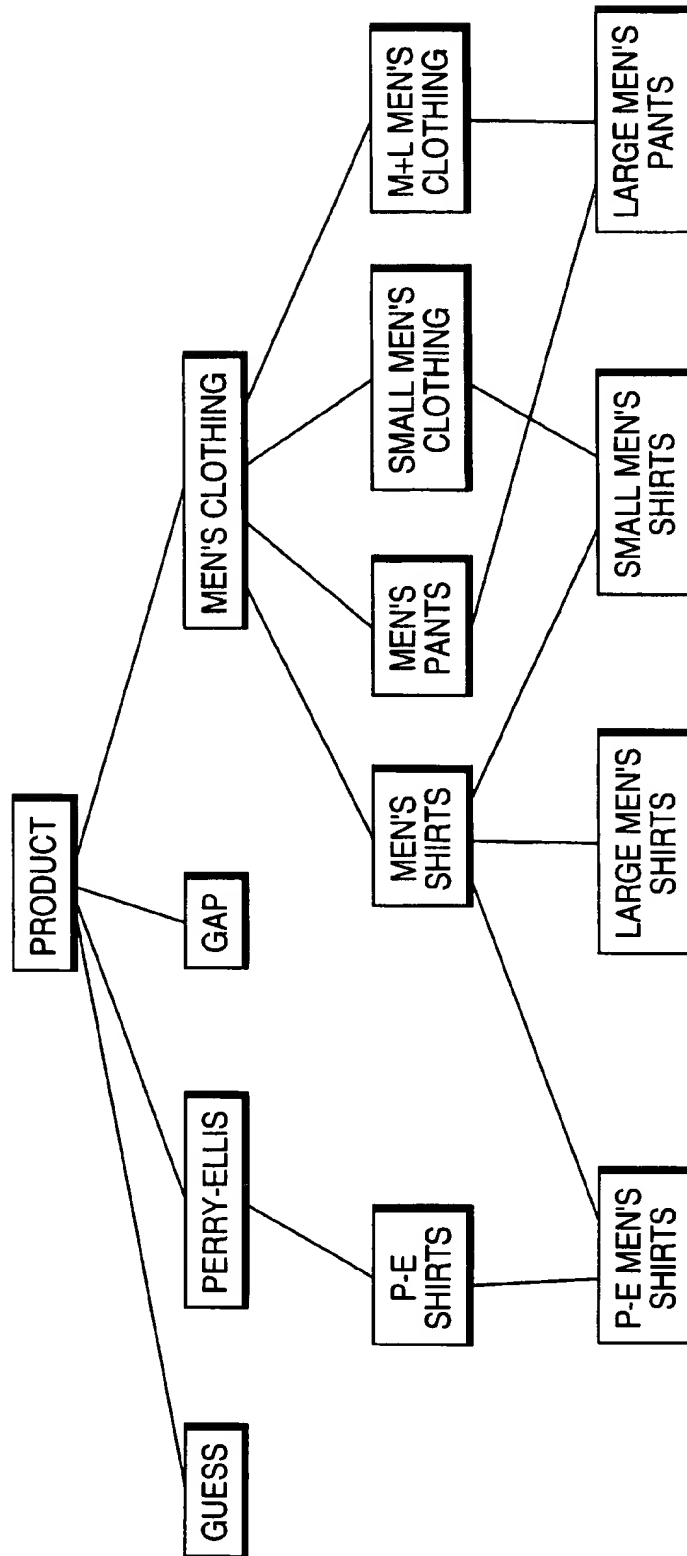 PRODUCT
GUESS
PERRY-ELLIS
GAP
MEN'S CLOTHING
P-E
SHIRTS
MEN'S
SHIRTS
MEN'S
PANTS
SMALL MEN'S
CLOTHING
M+L MEN'S
CLOTHING
P-E MEN'S
SHIRTS
LARGE MEN'S
SHIRTS
SMALL MEN'S
SHIRTS
LARGE MEN'S
PANTS